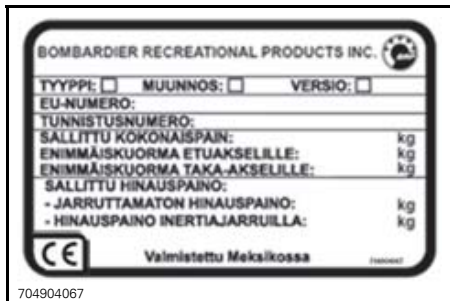 BOMBARDIER RECREATIONAL PRODUCTS INC.
TYYPPI: MUUNNOS: VERSIO:
EU-NUMERO:
TUNNISTUSNUMERO:
SALLITTU KOKONAISPAIN: kg
ENIMMÄISKUORMA ETUAKSELILLE: kg
ENIMMÄISKUORMA TAKA-AKSELILLE: kg
SALLITTU HINAUSPAINO:
- JARRUTTAMATON HINAUSPAINO: kg
- HINAUSPAINO INERTIAJARRUILLA: kg
CE Valmistettu Meksikossa
704904067